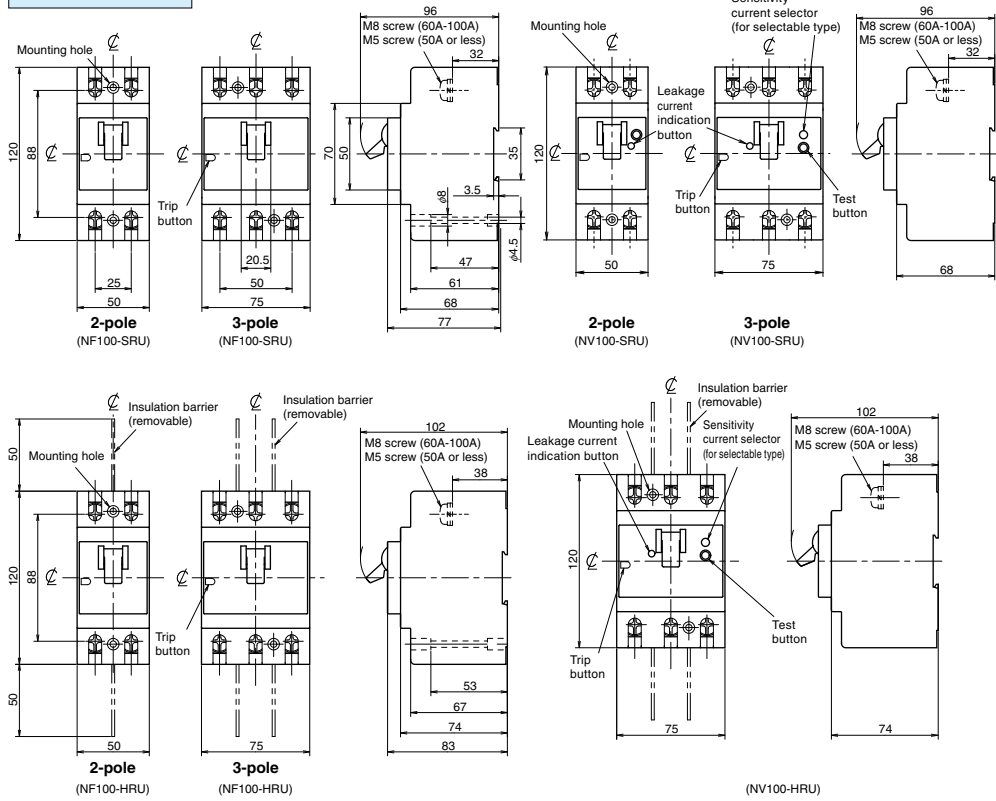 96
M8 screw (60A-100A)
M5 screw (50A or less)
32
Mounting hole
120
88
Trip
button
20.5
25
50
50
75
2-pole
(NF100-SRU)
3-pole
(NF100-SRU)
70
50
35
φ8
3.5
φ4.5
47
61
68
77
Mounting hole
Sensitivity
current selector
(for selectable type)
Leakage
current
indication
button
120
Trip
button
Test
button
50
75
2-pole
(NV100-SRU)
3-pole
(NV100-SRU)
96
M8 screw (60A-100A)
M5 screw (50A or less)
32
68
Insulation barrier
(removable)
Insulation barrier
(removable)
50
Mounting hole
120
88
50
Trip
button
50
75
2-pole
(NF100-HRU)
3-pole
(NF100-HRU)
102
M8 screw (60A-100A)
M5 screw (50A or less)
38
53
67
74
83
Insulation barrier
(removable)
Mounting hole
Leakage current
indication button
Sensitivity
current selector
(for selectable type)
120
Trip
button
Test
button
75
102
M8 screw (60A-100A)
M5 screw (50A or less)
38
74
(NV100-HRU)